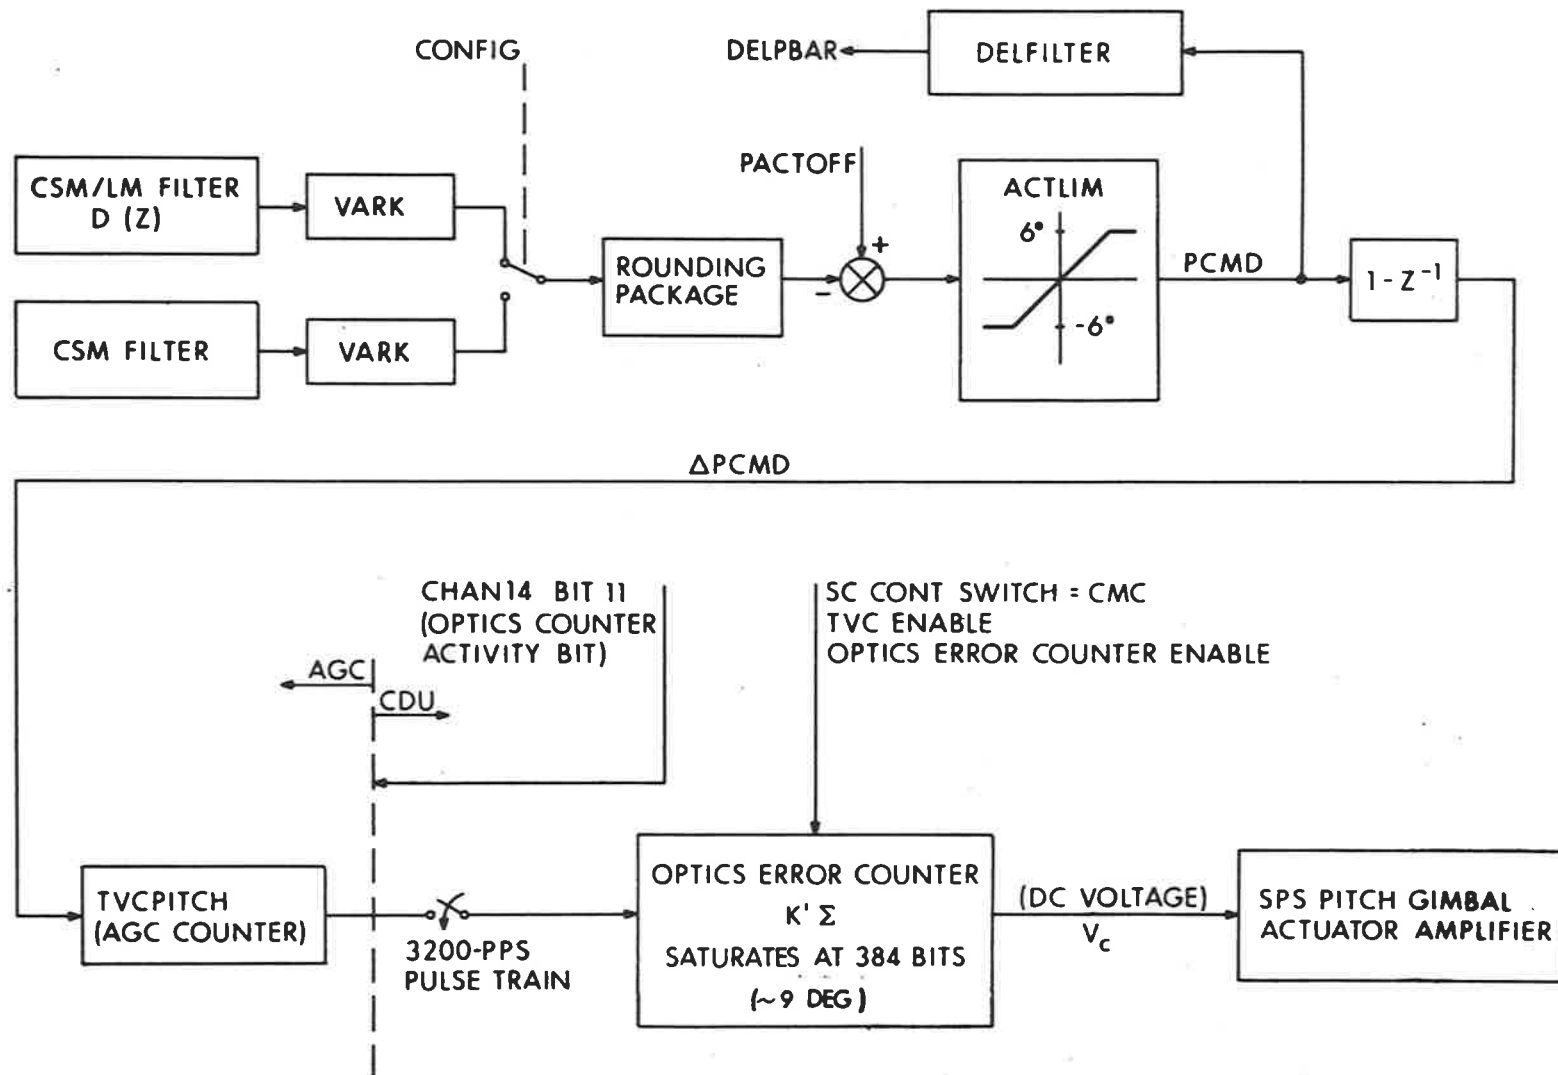 CONFIG
DELPBAR
DELFILTER
CSM/LM FILTER
D (Z)
VARK
PACTOFF
ACTLIM
6°
-6°
+
-
ROUNDING
PACKAGE
PCMD
1 - Z⁻¹
CSM FILTER
VARK
ΔPCMD
CHAN14 BIT 11
(OPTICS COUNTER
ACTIVITY BIT)
SC CONT SWITCH = CMC
TVC ENABLE
OPTICS ERROR COUNTER ENABLE
AGC
CDU
TVCPITCH
(AGC COUNTER)
3200-PPS
PULSE TRAIN
OPTICS ERROR COUNTER
K' Σ
SATURATES AT 384 BITS
(~9 DEG)
(DC VOLTAGE)
Vc
SPS PITCH GIMBAL
ACTUATOR AMPLIFIER